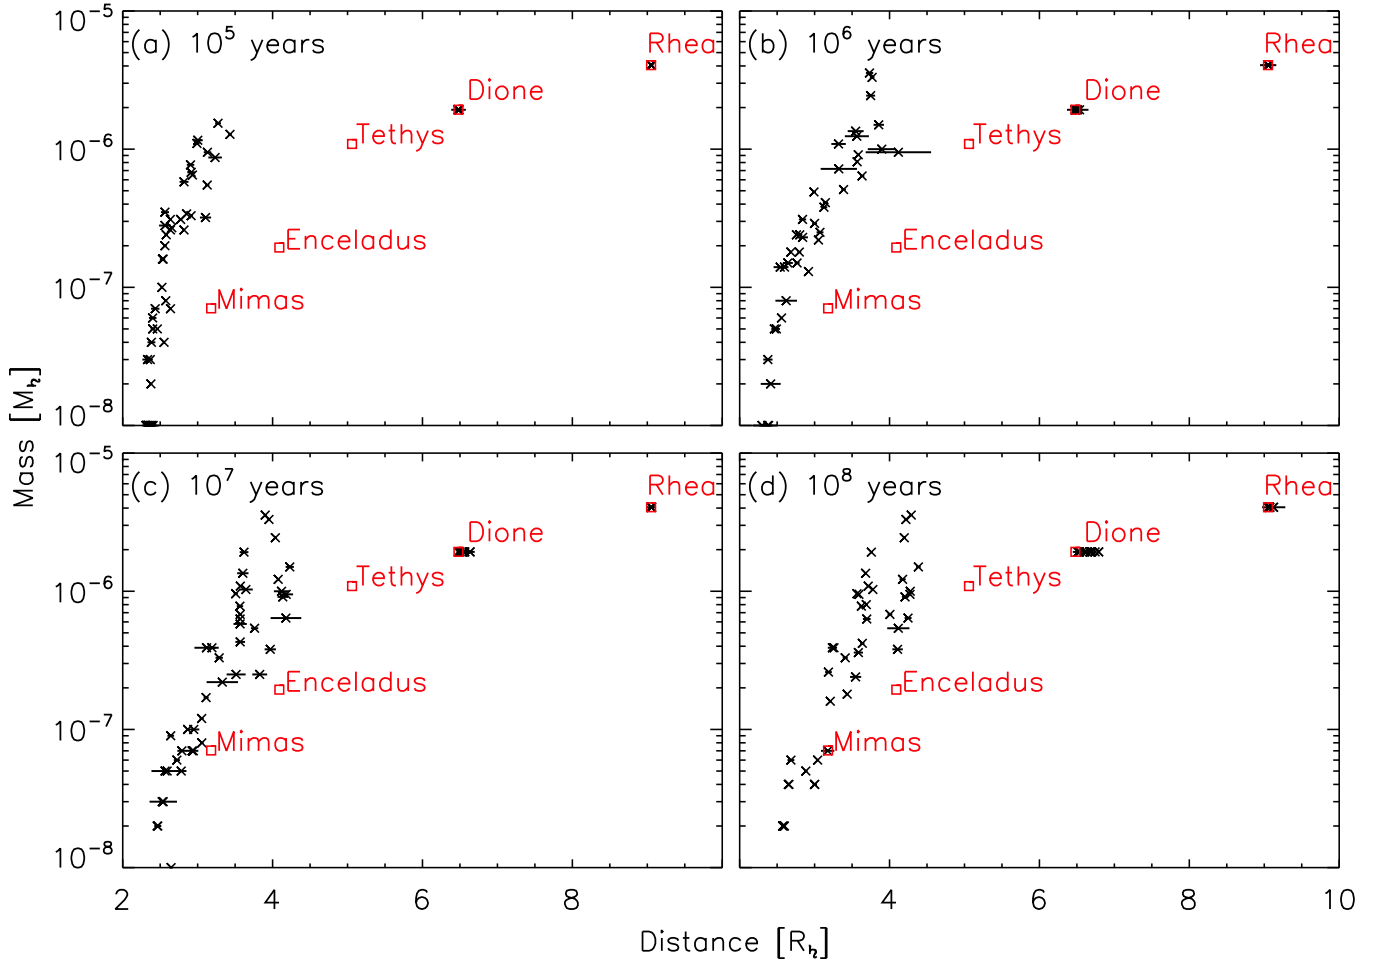 (a) 10⁵ years
Rhea
Dione
Tethys
Enceladus
Mimas
(b) 10⁶ years
Rhea
Dione
Tethys
Enceladus
Mimas
10⁻⁵
10⁻⁶
10⁻⁷
10⁻⁸
(c) 10⁷ years
Rhea
Dione
Tethys
Enceladus
Mimas
(d) 10⁸ years
Rhea
Dione
Tethys
Enceladus
Mimas
10⁻⁵
10⁻⁶
10⁻⁷
10⁻⁸
2 4 6 8
4 6 8 10
Mass [M♄]
Distance [R♄]